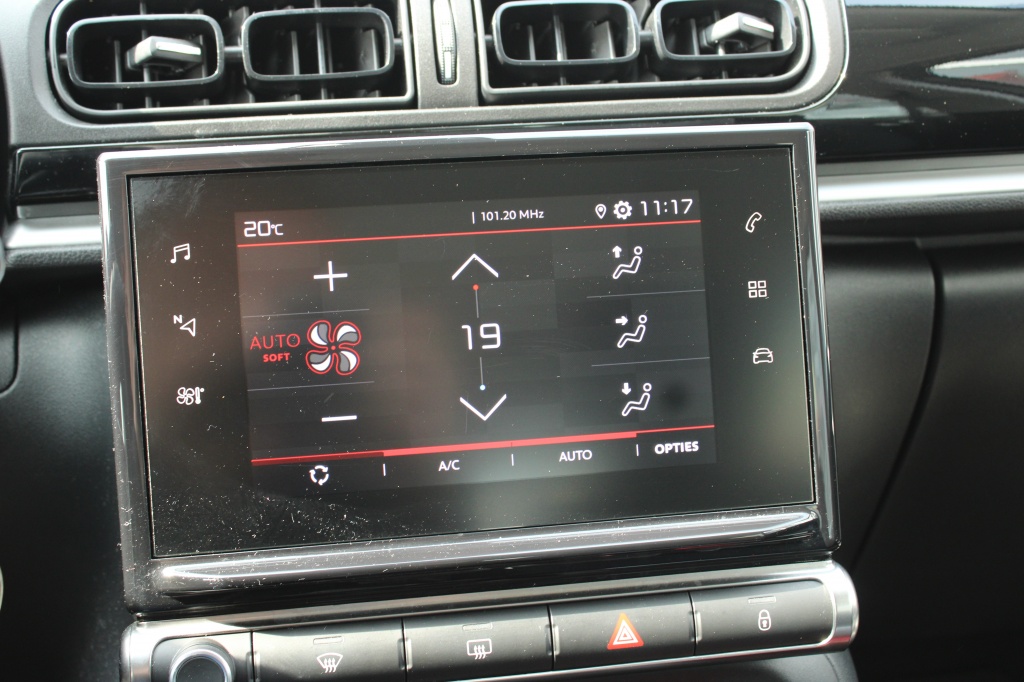 20°C | 101.20 MHz 11:17
N
AUTO
SOFT
19
A/C | AUTO | OPTIES